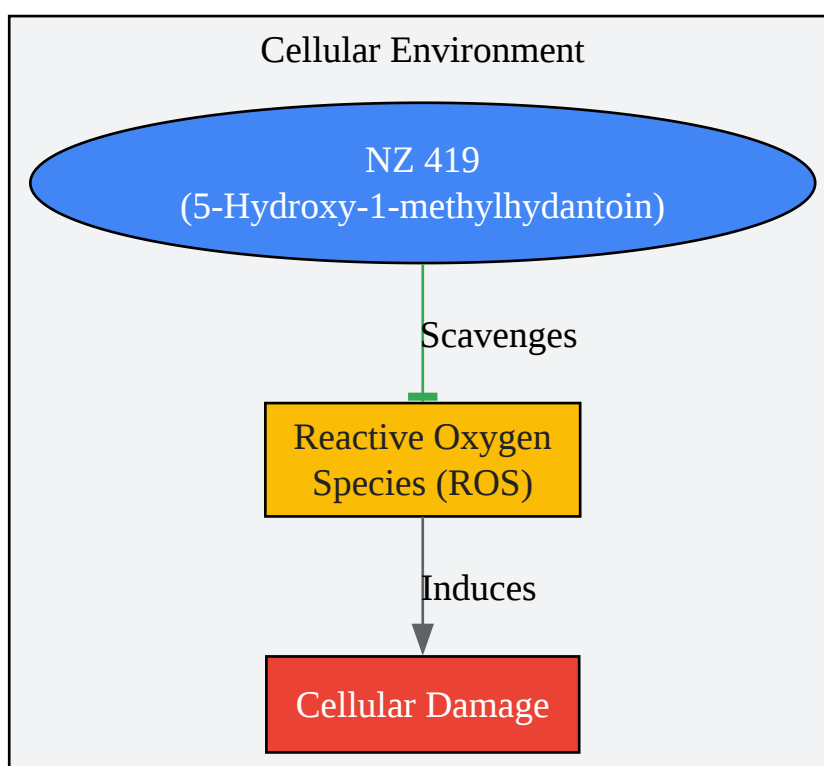 Cellular Environment
NZ 419
(5-Hydroxy-1-methylhydantoin)
Scavenges
Reactive Oxygen
Species (ROS)
Induces
Cellular Damage